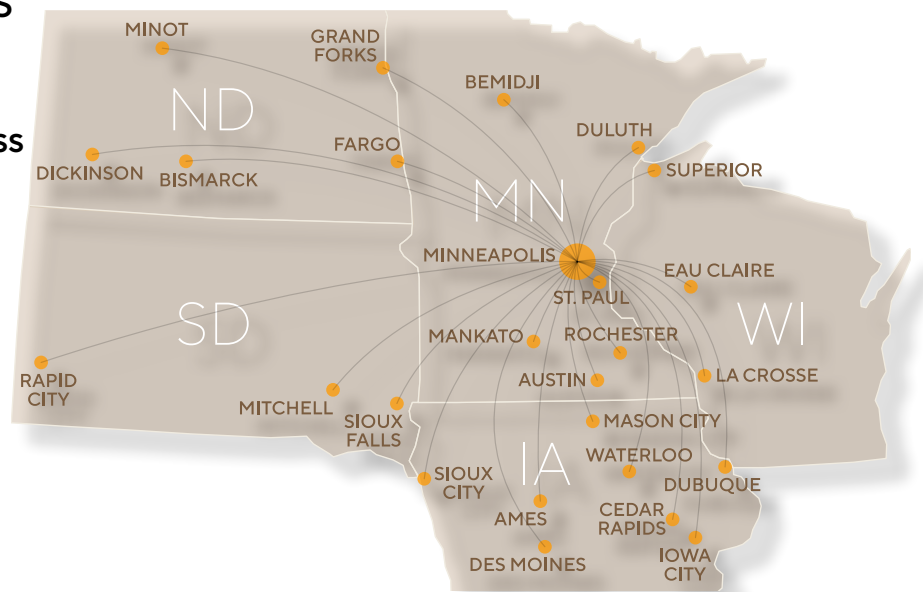 S
MINOT
GRAND
FORKS
BEMIDJI
ND
DULUTH
ss
FARGO
SUPERIOR
DICKINSON
BISMARCK
MN
MINNEAPOLIS
EAU CLAIRE
ST. PAUL
SD
WI
MANKATO
ROCHESTER
RAPID
CITY
AUSTIN
LA CROSSE
MITCHELL
SIOUX
FALLS
MASON CITY
IA
WATERLOO
SIOUX
CITY
DUBUQUE
AMES
CEDAR
RAPIDS
DES MOINES
IOWA
CITY